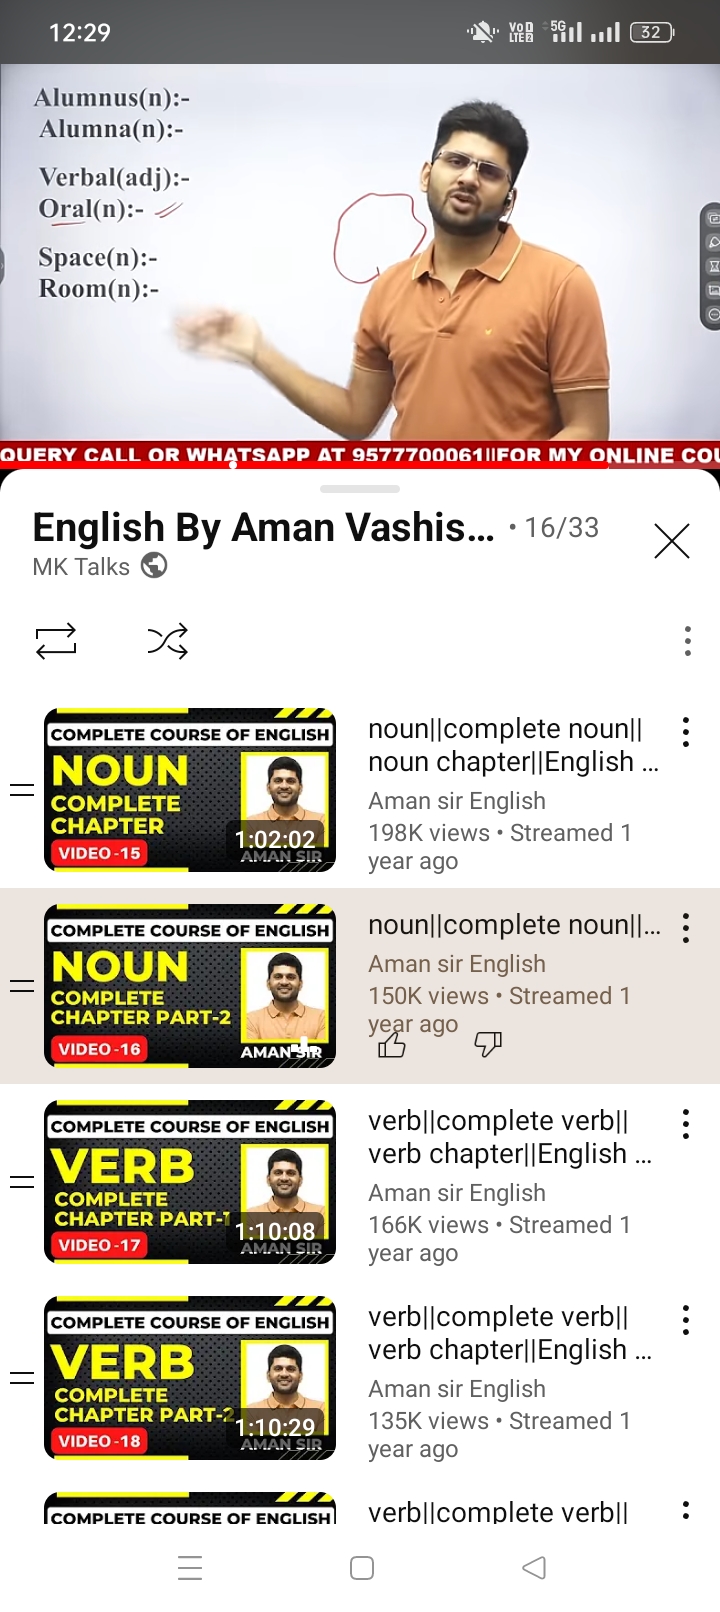 12:29
Vo D
LTE 2
5G
32
Alumnus(n):-
Alumna(n):-
Verbal(adj):-
Oral(n):-
Space(n):-
Room(n):-
QUERY CALL OR WHATSAPP AT 9577700061||FOR MY ONLINE COU
English By Aman Vashis... • 16/33
MK Talks
COMPLETE COURSE OF ENGLISH
NOUN
COMPLETE
CHAPTER
VIDEO -15
1:02:02
AMAN SIR
noun||complete noun||
noun chapter||English ...
Aman sir English
198K views • Streamed 1
year ago
COMPLETE COURSE OF ENGLISH
NOUN
COMPLETE
CHAPTER PART-2
VIDEO -16
AMAN SIR
noun||complete noun||...
Aman sir English
150K views • Streamed 1
year ago
COMPLETE COURSE OF ENGLISH
VERB
COMPLETE
CHAPTER PART-1
VIDEO -17
1:10:08
AMAN SIR
verb||complete verb||
verb chapter||English ...
Aman sir English
166K views • Streamed 1
year ago
COMPLETE COURSE OF ENGLISH
VERB
COMPLETE
CHAPTER PART-2
VIDEO -18
1:10:29
AMAN SIR
verb||complete verb||
verb chapter||English ...
Aman sir English
135K views • Streamed 1
year ago
COMPLETE COURSE OF ENGLISH
verb||complete verb||